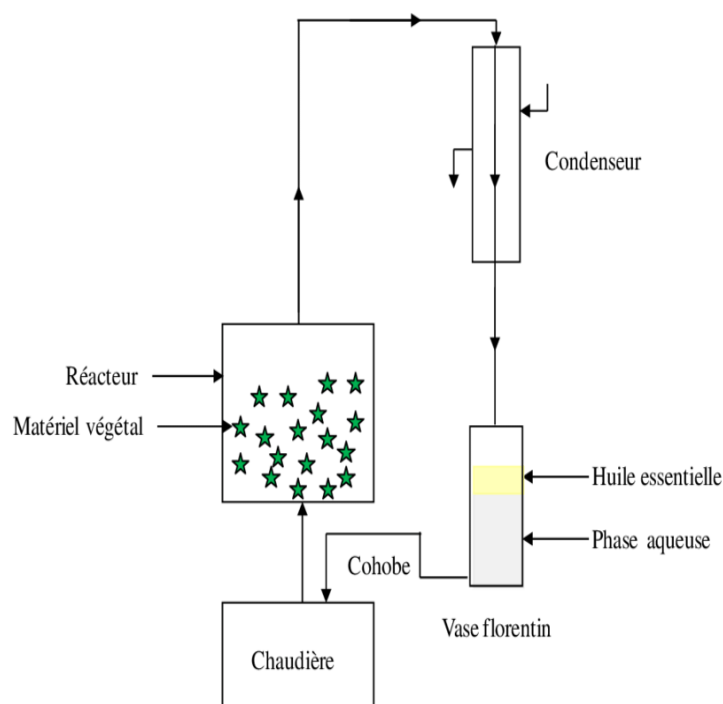 Condenseur
Réacteur
Matériel végétal
Huile essentielle
Phase aqueuse
Cohobe
Vase florentin
Chaudière